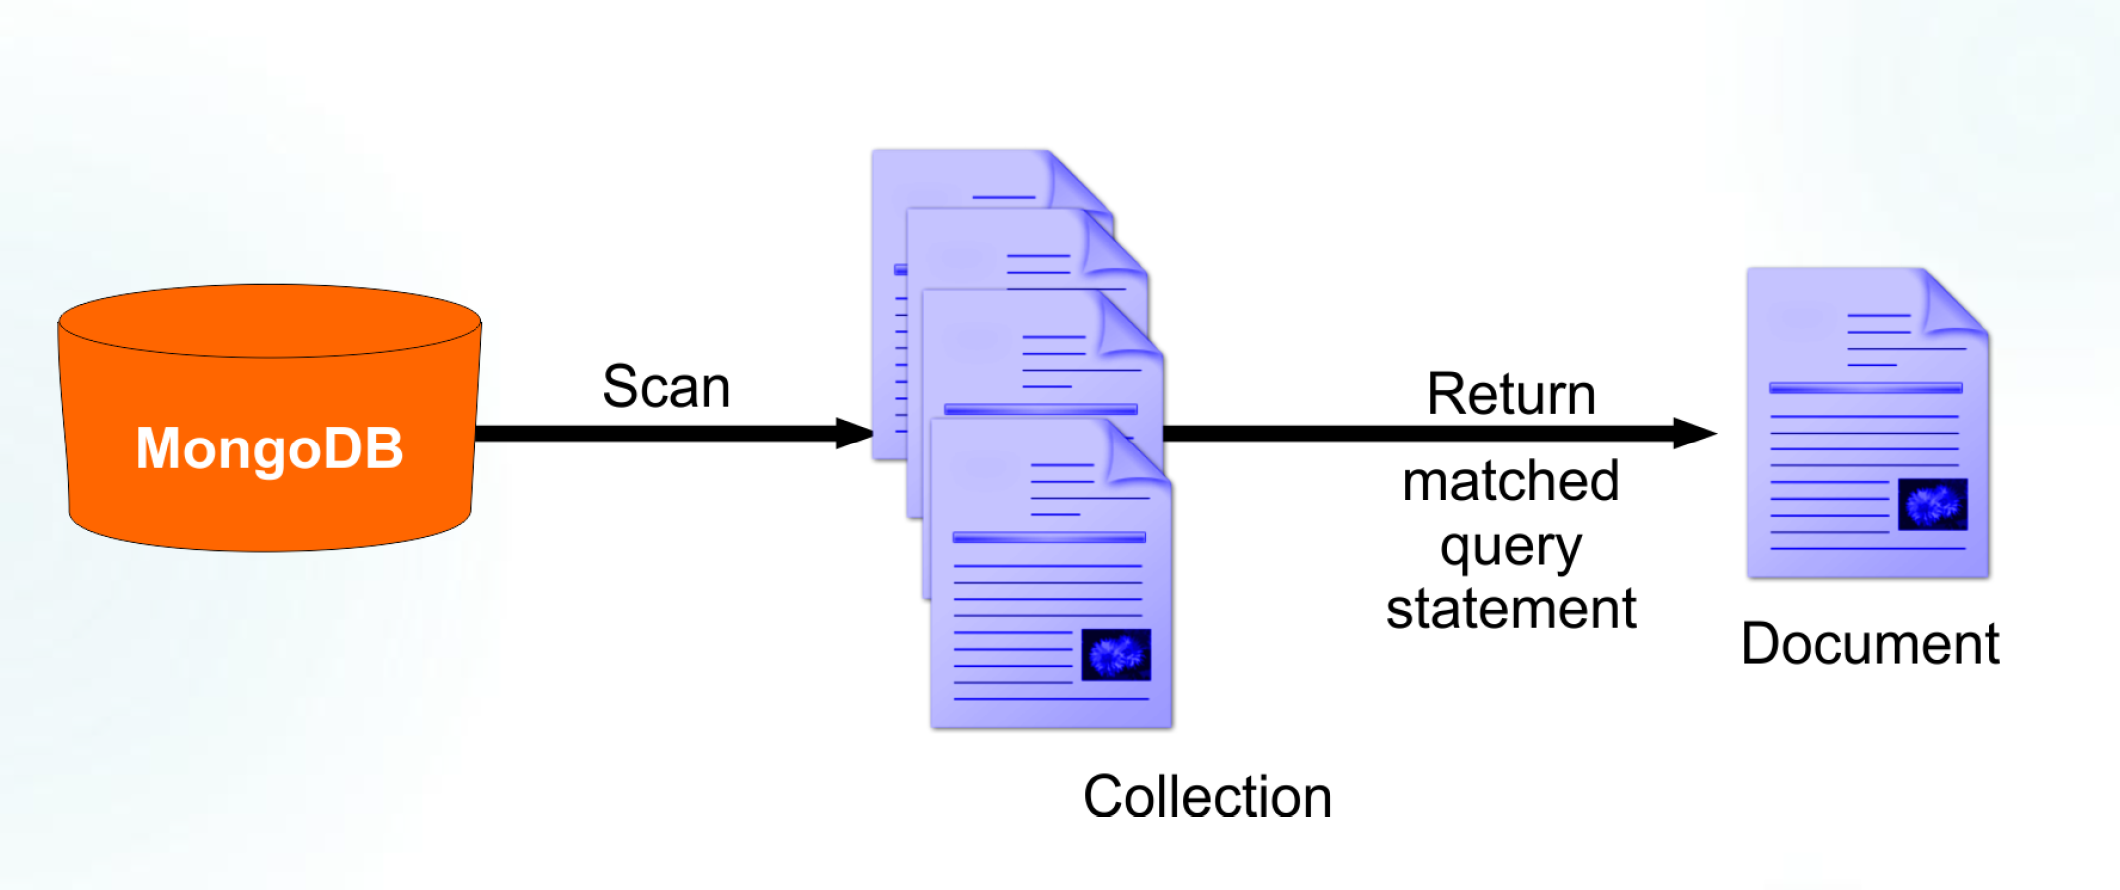 MongoDB
Scan
Collection
Return
matched
query
statement
Document